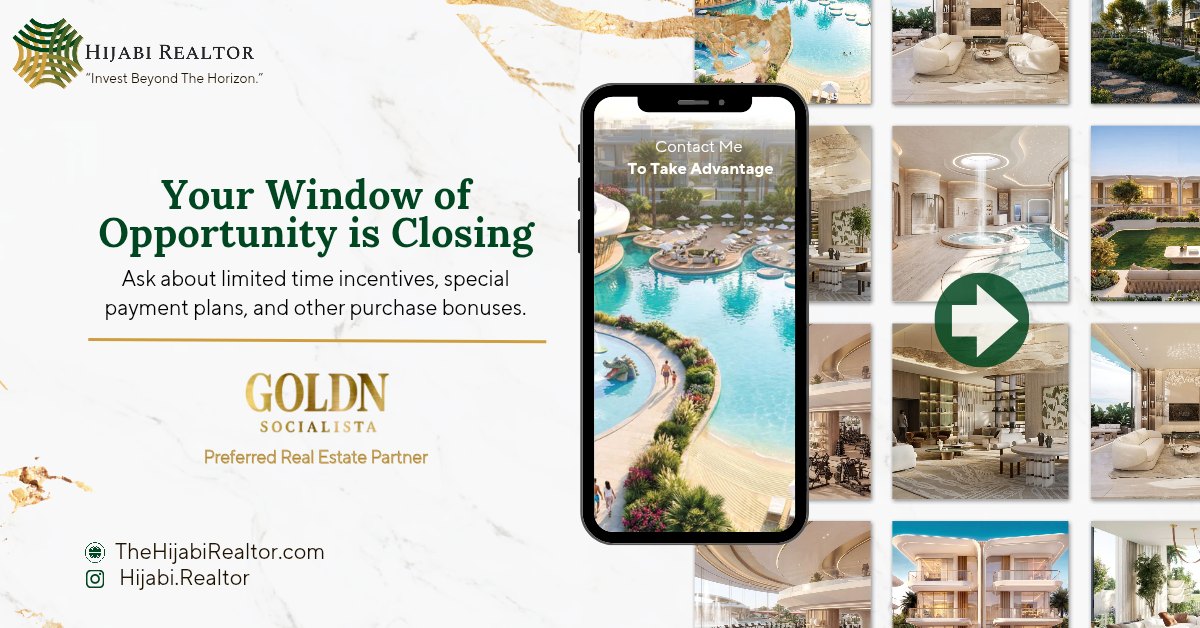 HIJABI REALTOR
“Invest Beyond The Horizon.”
Your Window of
Opportunity is Closing
Ask about limited time incentives, special
payment plans, and other purchase bonuses.
GOLDN
SOCIALISTA
Preferred Real Estate Partner
TheHijabiRealtor.com
Hijabi.Realtor
Contact Me
To Take Advantage